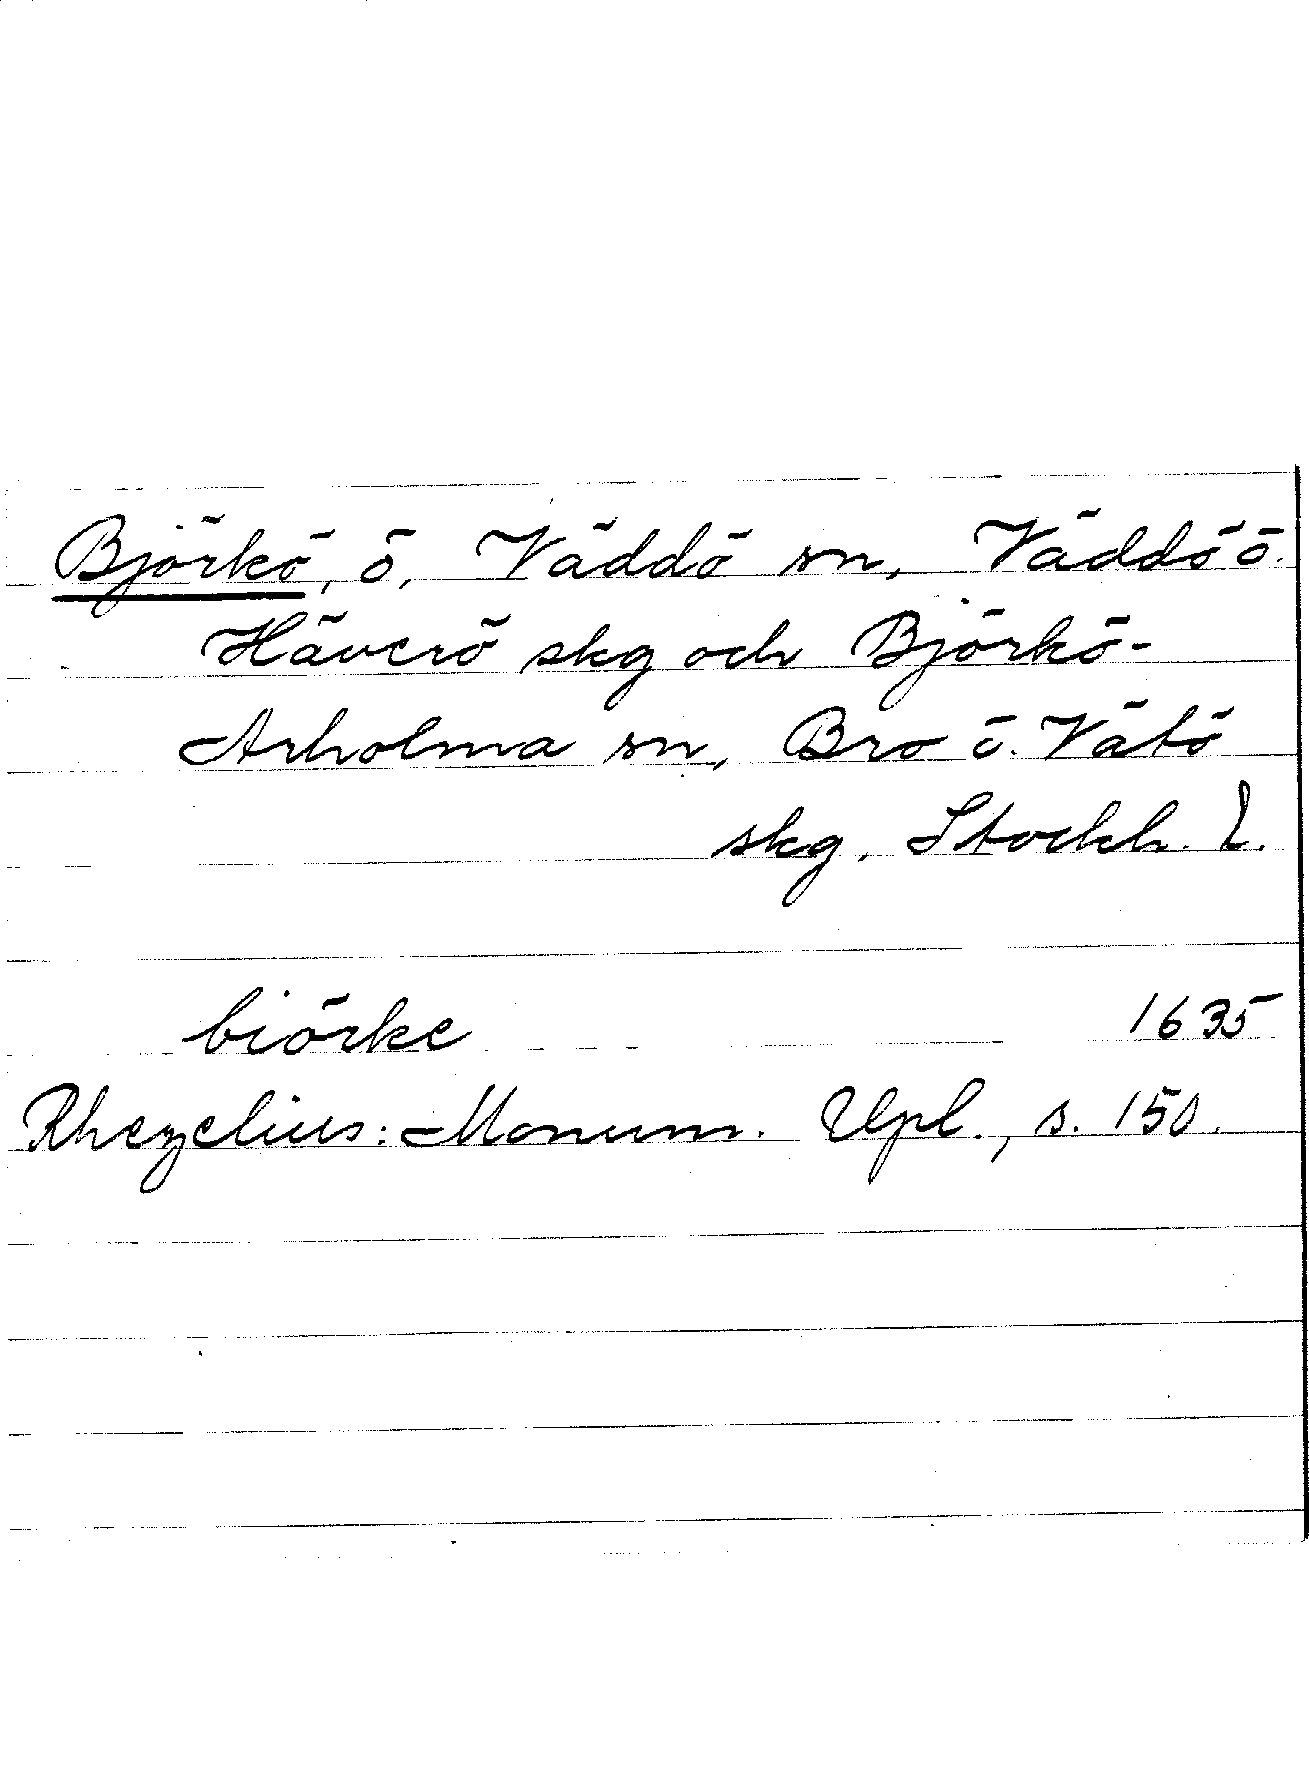 Björkö, ö, Väddö sn, Väddö ö.
Häverö skg och Björkö-
Arholma sn, Bro o. Vätö
skg. Stockh. l.
biörke 1635
Rhezelius: Monum. Upl., s. 150.